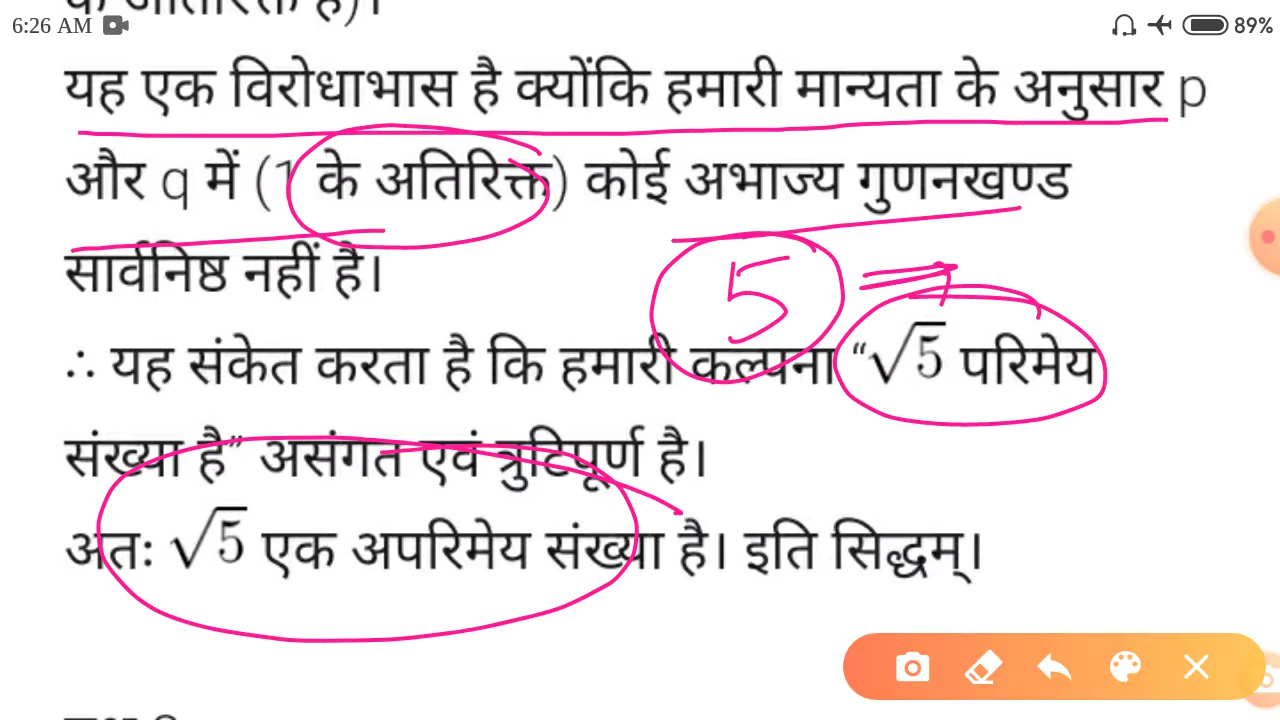 6:26 AM 89%
के अतिरिक्त है)।
यह एक विरोधाभास है क्योंकि हमारी मान्यता के अनुसार p
और q में (1 के अतिरिक्त) कोई अभाज्य गुणनखण्ड
सार्वनिष्ठ नहीं है।
5 ⇒
∴ यह संकेत करता है कि हमारी कल्पना “√5 परिमेय
संख्या है” असंगत एवं त्रुटिपूर्ण है।
अतः √5 एक अपरिमेय संख्या है। इति सिद्धम्।